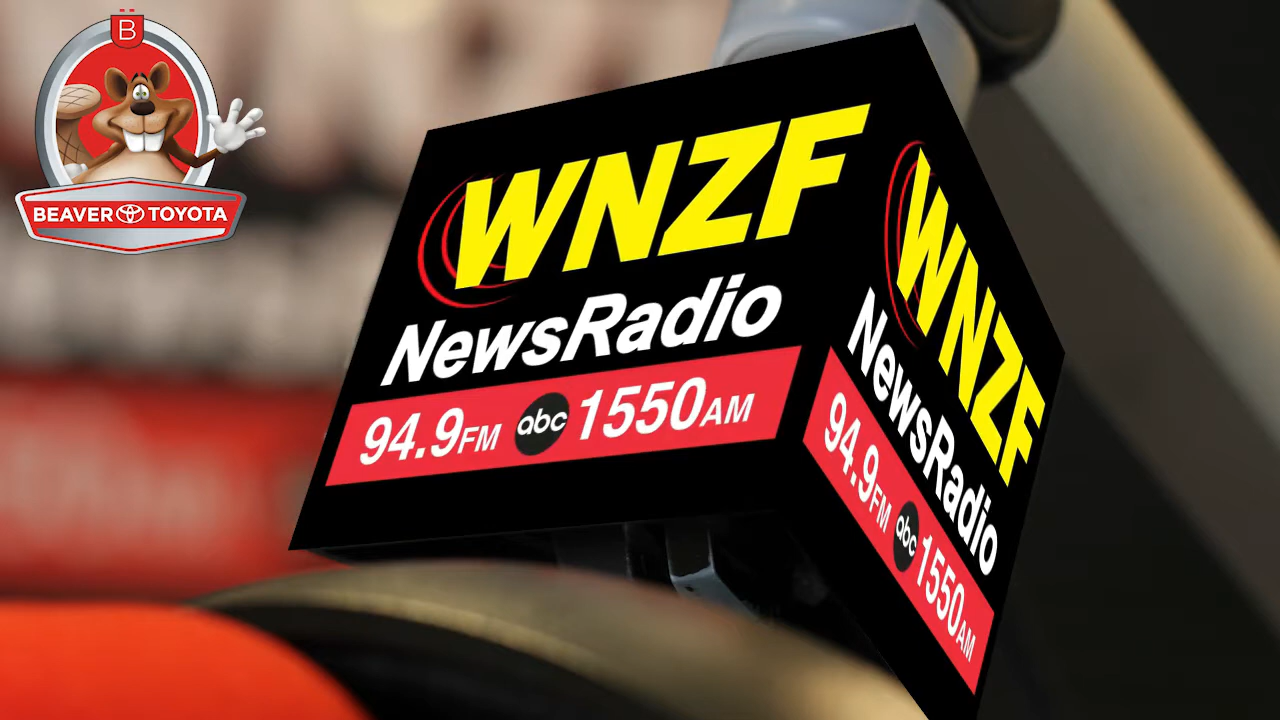 B̈
BEAVER TOYOTA
WNZF
NewsRadio
94.9FM abc 1550AM
WNZF
NewsRadio
94.9FM abc 1550AM